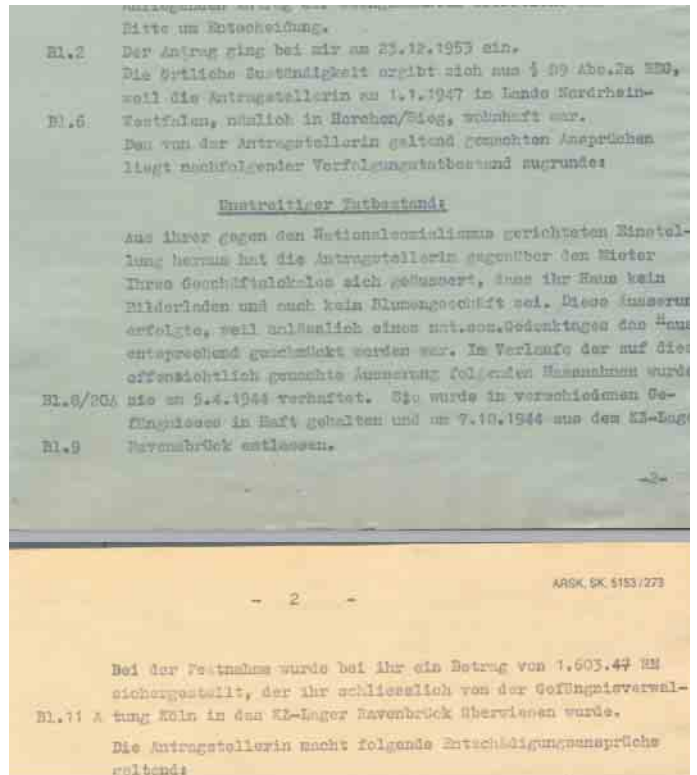 Bitte um Entscheidung.
Bl.2 Der Antrag ging bei mir am 23.12.1953 ein.
Die örtliche Zuständigkeit ergibt sich aus § 89 Abs.2a BEG,
weil die Antragstellerin am 1.1.1947 im Lande Nordrhein-
Bl.6 Westfalen, nämlich in Herchen/Sieg, wohnhaft war.
Den von der Antragstellerin geltend gemachten Ansprüchen
liegt nachfolgender Verfolgungstatbestand zugrunde:
Unstreitiger Tatbestand:
Aus ihrer gegen den Nationalsozialismus gerichteten Einstel-
lung heraus hat die Antragstellerin gegenüber den Mieter
Ihres Geschäftslokales sich geäussert, dass ihr Haus kein
Bilderladen und auch kein Blumengeschäft sei. Diese Äusserun
erfolgte, weil anlässlich eines nat.soz.Gedenktages das Haus
entsprechend geschmückt worden war. Im Verlaufe der auf dies
offensichtlich gemachte Äusserung folgenden Massnahmen wurde
Bl.8/20A sie am 5.4.1944 verhaftet. Sie wurde in verschiedenen Ge-
fängnissen in Haft gehalten und am 7.10.1944 aus dem KZ-Lage
Bl.9 Ravensbrück entlassen.
-2-
ARSK, SK, 5153 / 273
- 2 -
Bei der Festnahme wurde bei ihr ein Betrag von 1.603.47 RM
sichergestellt, der ihr schliesslich von der Gefängnisverwal-
Bl.11 A tung Köln in das KZ-Lager Ravenbrück überwiesen wurde.
Die Antragstellerin macht folgende Entschädigungsansprüche
geltend: